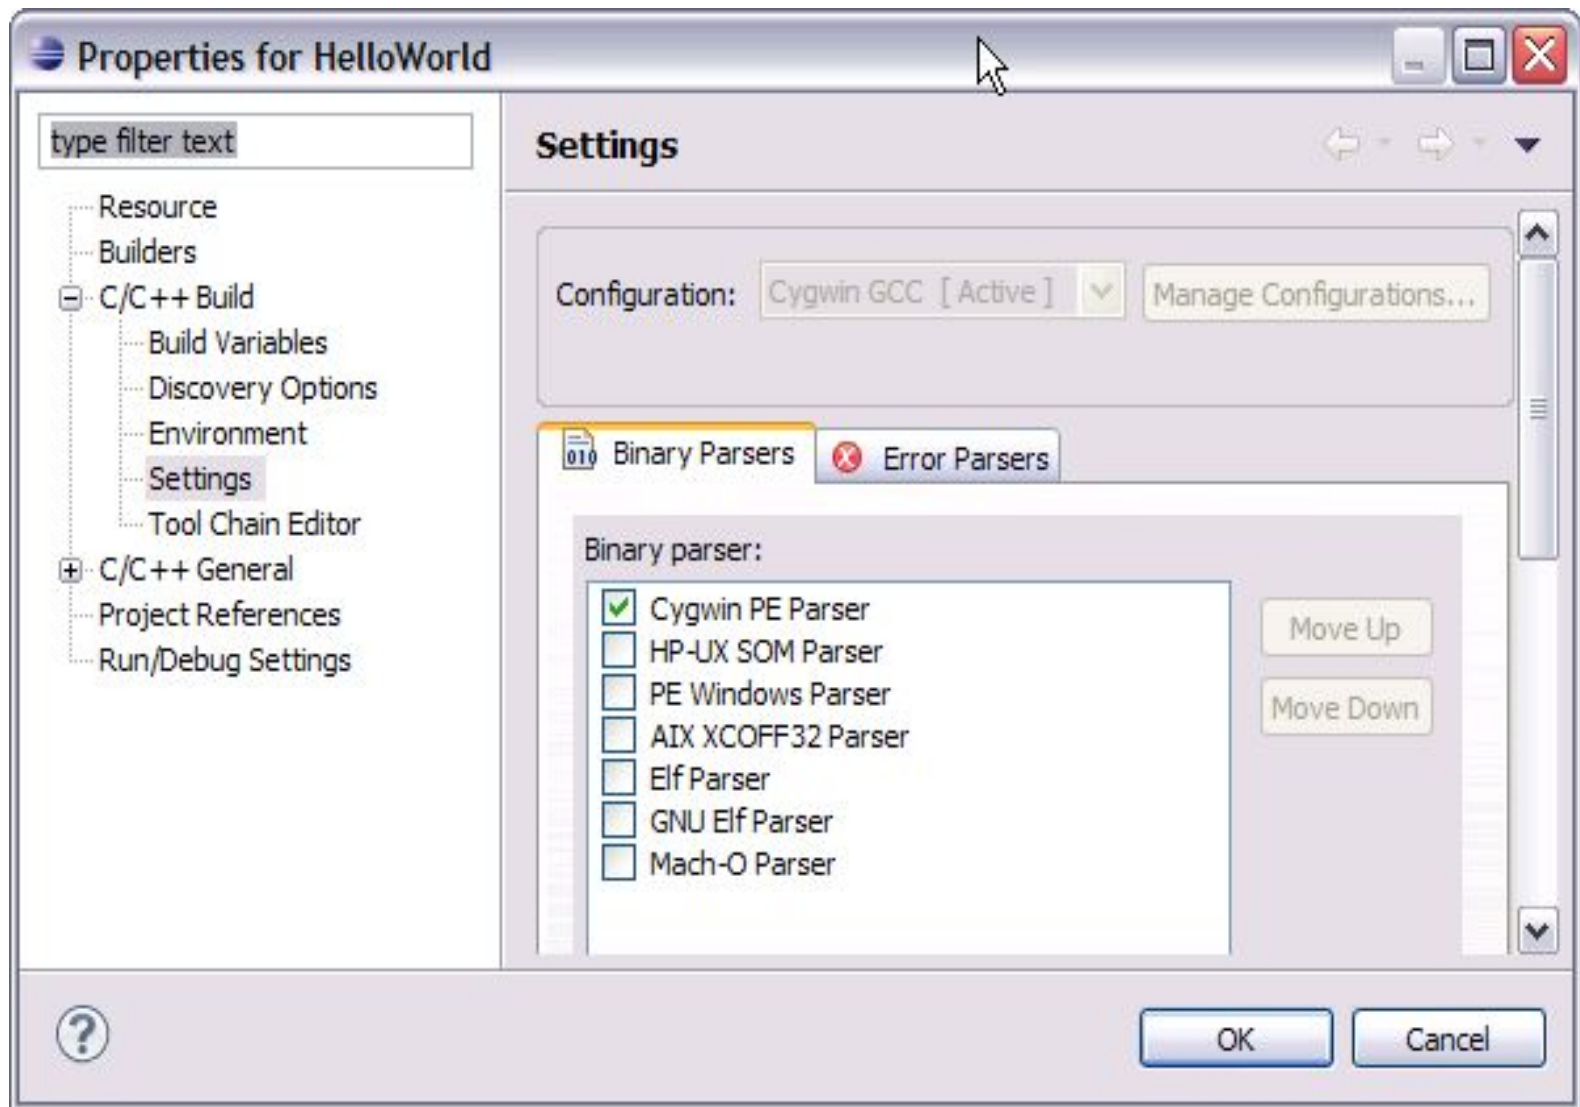 Properties for HelloWorld
type filter text
Resource
Builders
C/C++ Build
Build Variables
Discovery Options
Environment
Settings
Tool Chain Editor
C/C++ General
Project References
Run/Debug Settings
Settings
Configuration: Cygwin GCC [ Active ] Manage Configurations...
010 Binary Parsers Error Parsers
Binary parser:
Cygwin PE Parser
HP-UX SOM Parser
PE Windows Parser
AIX XCOFF32 Parser
Elf Parser
GNU Elf Parser
Mach-O Parser
Move Up
Move Down
? OK Cancel